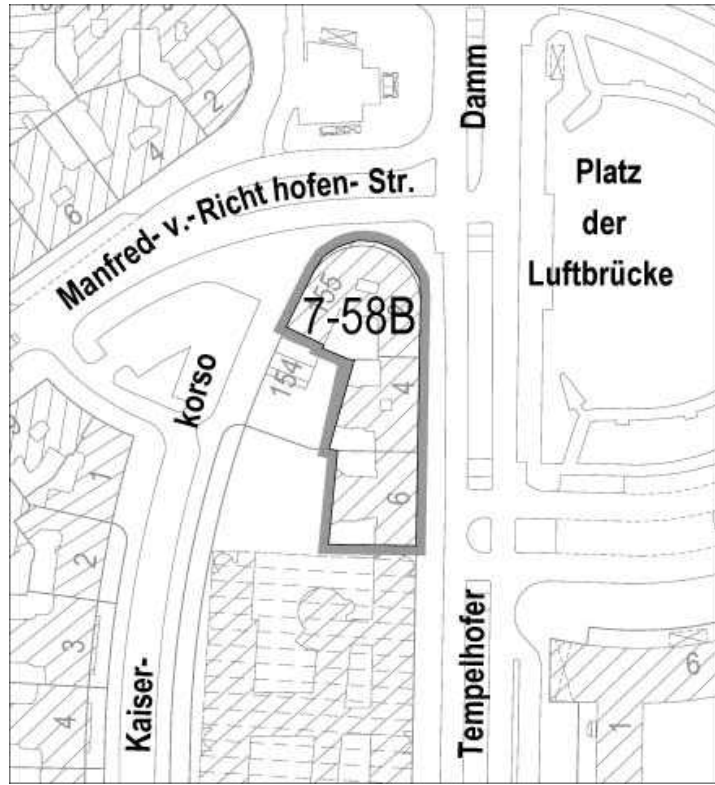 Damm
Platz
der
Luftbrücke
Manfred- v.-Richt hofen- Str.
2
4
6
155
7-58B
154
4
6
korso
1
2
3
4
Kaiser-
Tempelhofer
6
1